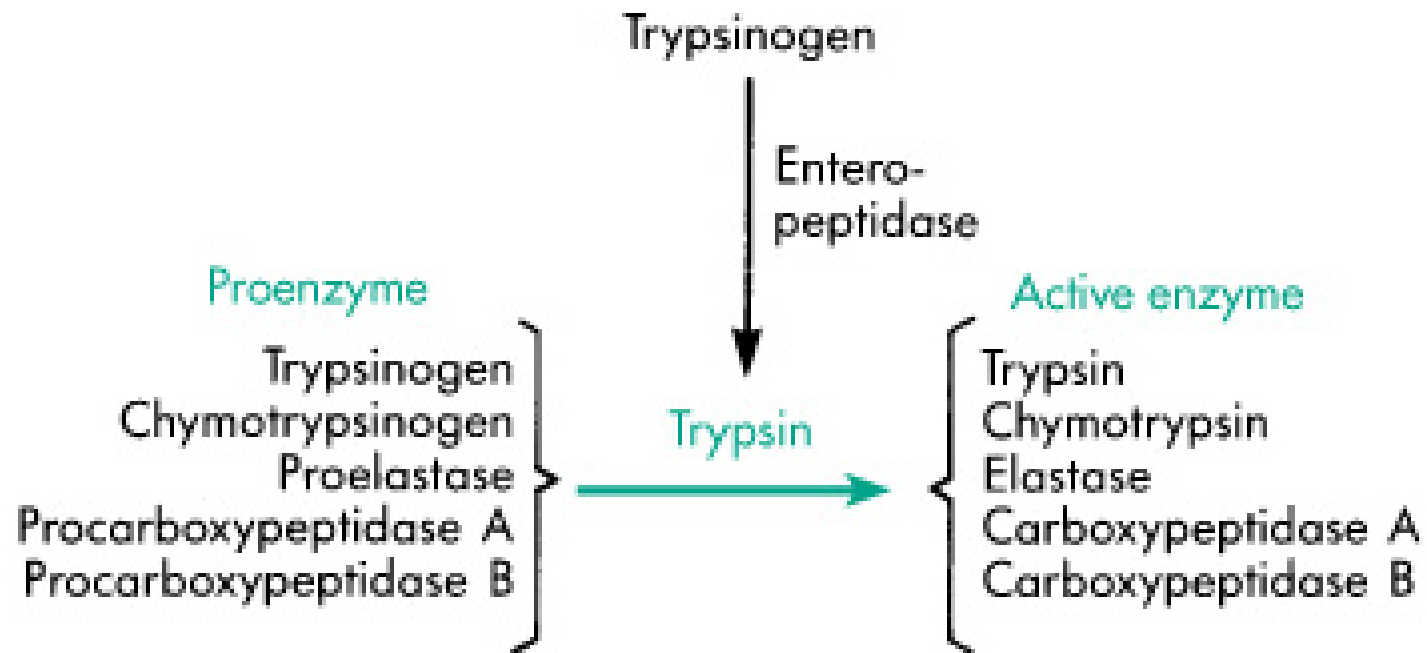 Trypsinogen
Entero-
peptidase
Proenzyme
Trypsinogen
Chymotrypsinogen
Proelastase
Procarboxypeptidase A
Procarboxypeptidase B
Trypsin
Active enzyme
Trypsin
Chymotrypsin
Elastase
Carboxypeptidase A
Carboxypeptidase B